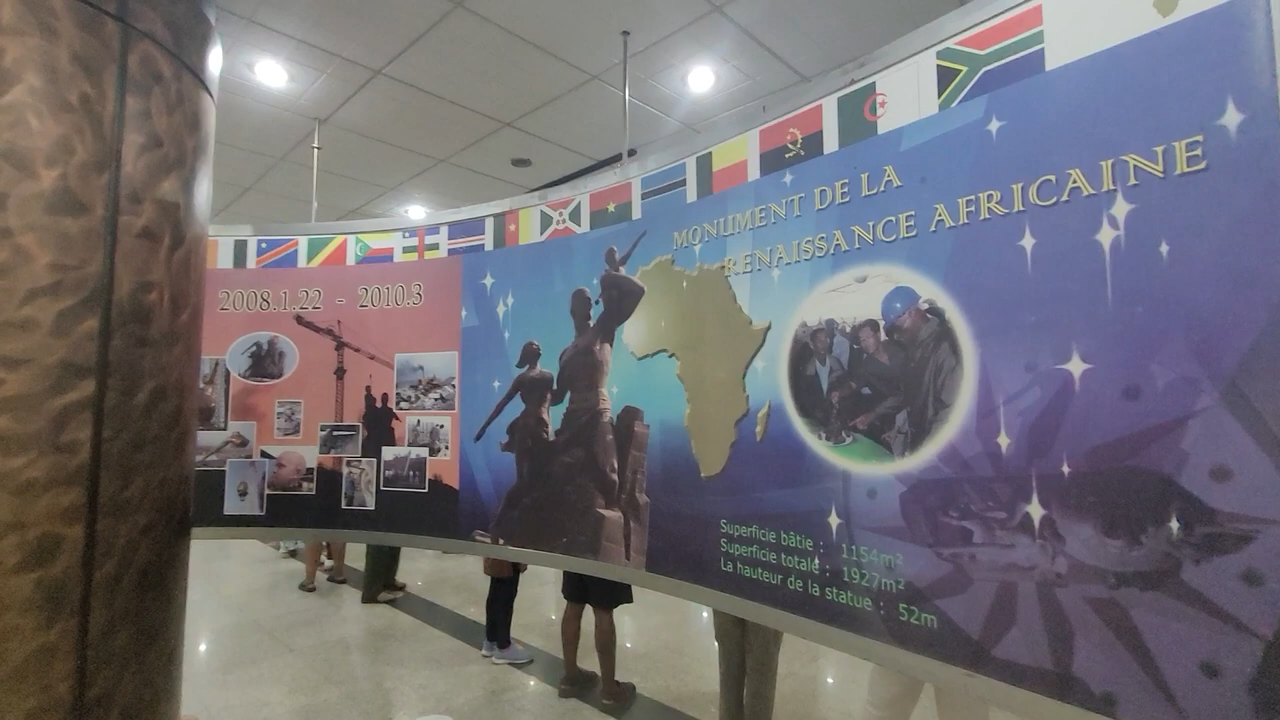 2008.1.22 - 2010.3
MONUMENT DE LA
RENAISSANCE AFRICAINE
Superficie bâtie : 1154m²
Superficie totale : 1927m²
La hauteur de la statue : 52m